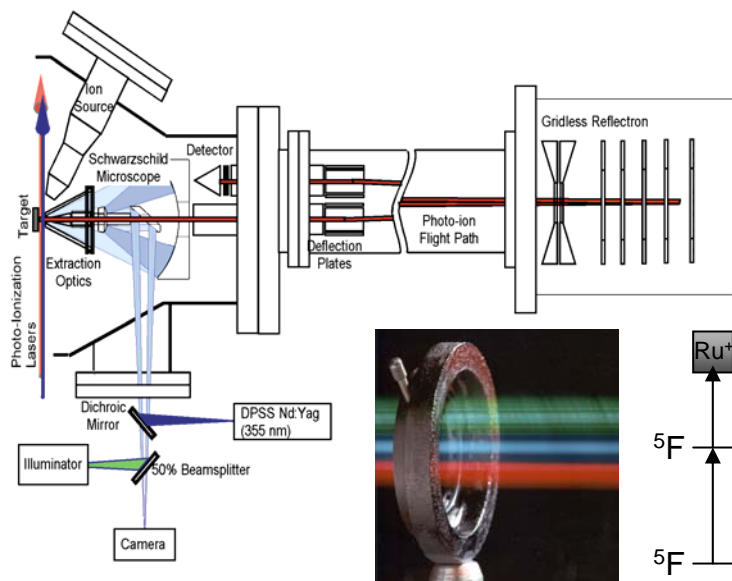 Ion
Source
Schwarzschild
Microscope
Detector
Gridless Reflectron
Target
Extraction
Optics
Deflection
Plates
Photo-ion
Flight Path
Photo-Ionization
Lasers
Dichroic
Mirror
DPSS Nd:Yag
(355 nm)
Illuminator
50% Beamsplitter
Camera
Ru⁺
⁵F
⁵F